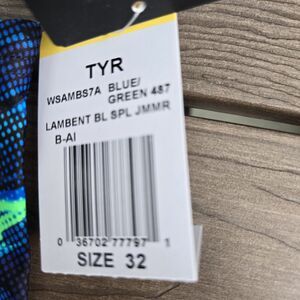 TYR
WSAMBS7A BLUE/
GREEN 487
LAMBENT BL SPL JMMR
B-AI
0 36702 77797 1
SIZE 32